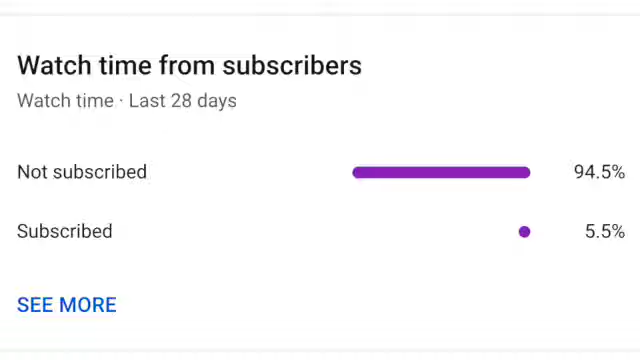 Watch time from subscribers
Watch time · Last 28 days
Not subscribed 94.5%
Subscribed 5.5%
SEE MORE